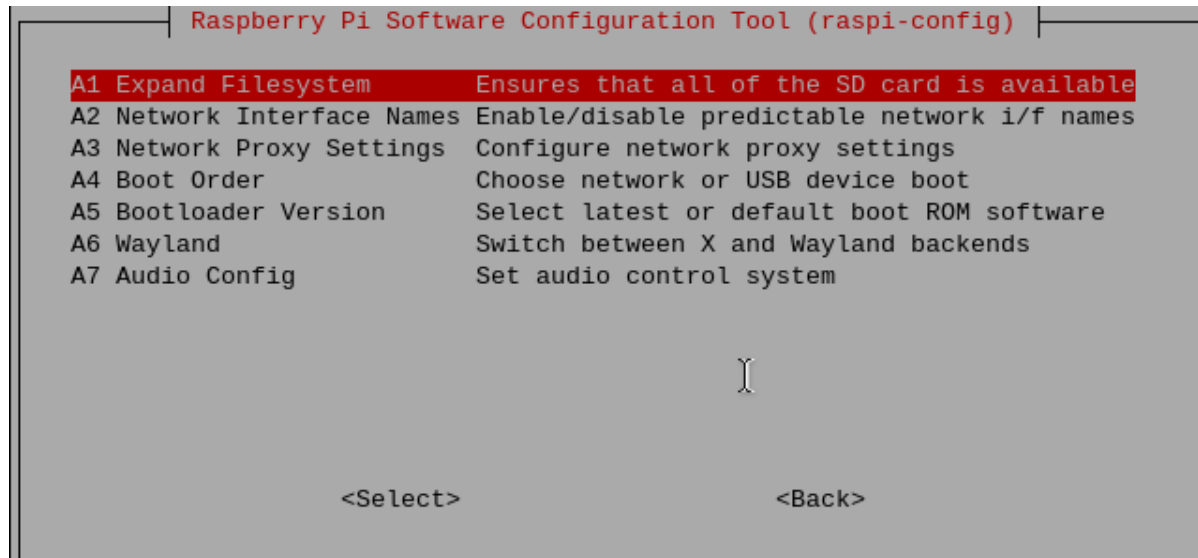 Raspberry Pi Software Configuration Tool (raspi-config)
A1 Expand Filesystem Ensures that all of the SD card is available
A2 Network Interface Names Enable/disable predictable network i/f names
A3 Network Proxy Settings Configure network proxy settings
A4 Boot Order Choose network or USB device boot
A5 Bootloader Version Select latest or default boot ROM software
A6 Wayland Switch between X and Wayland backends
A7 Audio Config Set audio control system
<Select> <Back>